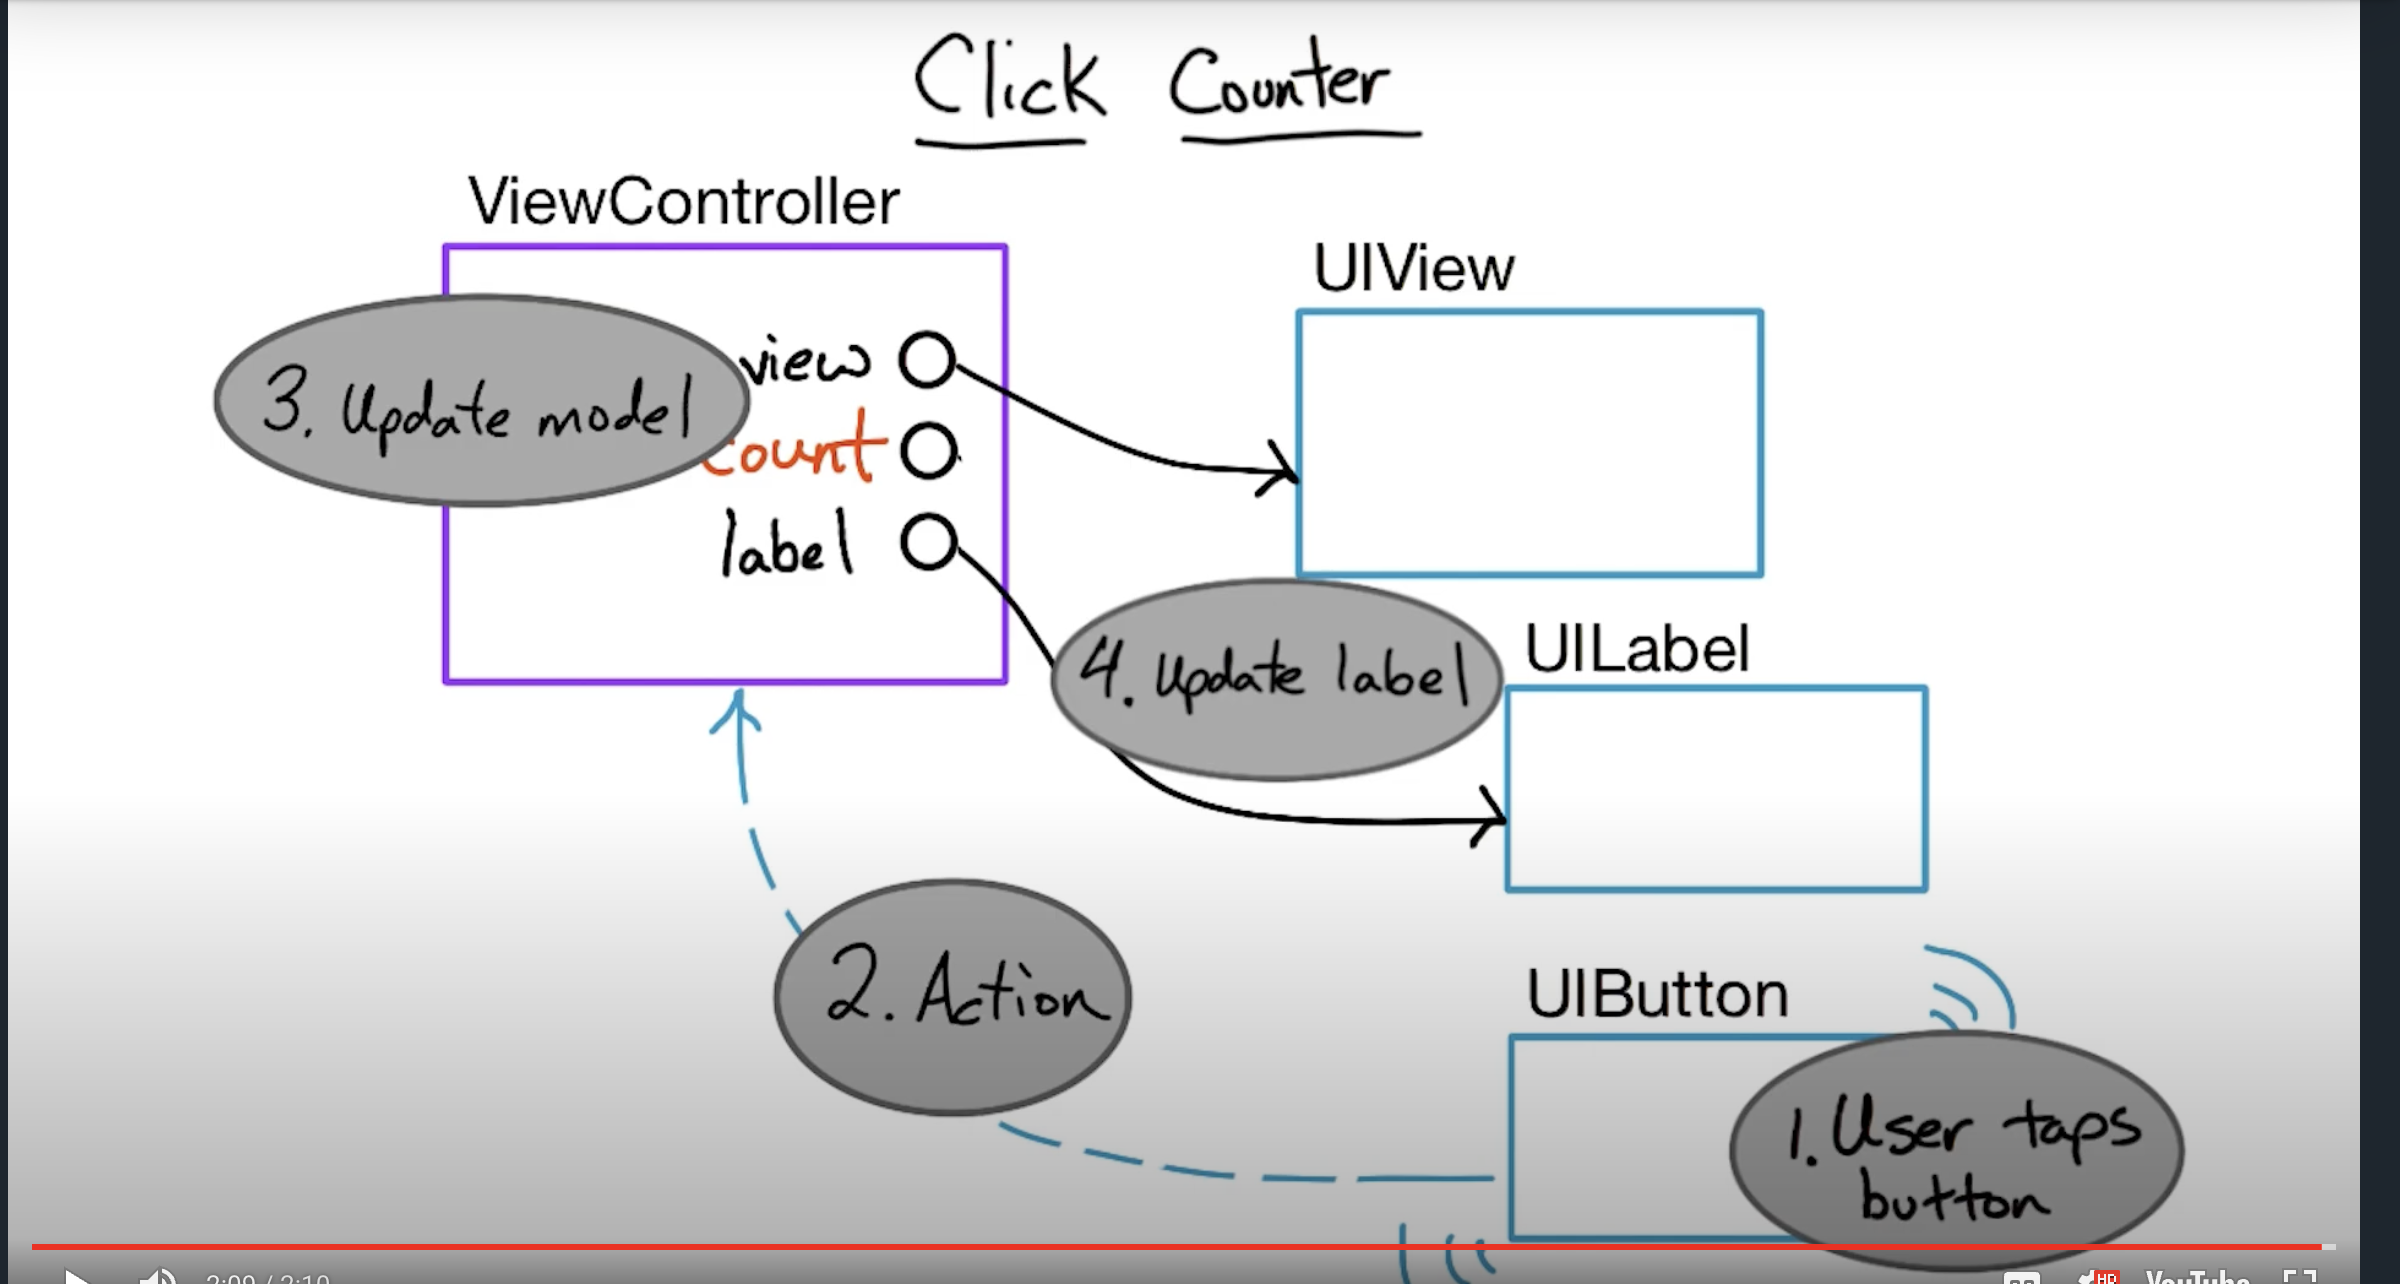 Click Counter
ViewController
UIView
3. Update model
view
count
label
4. Update label
UILabel
2. Action
UIButton
1. User taps
button
2:09 / 2:10
HD
YouTube